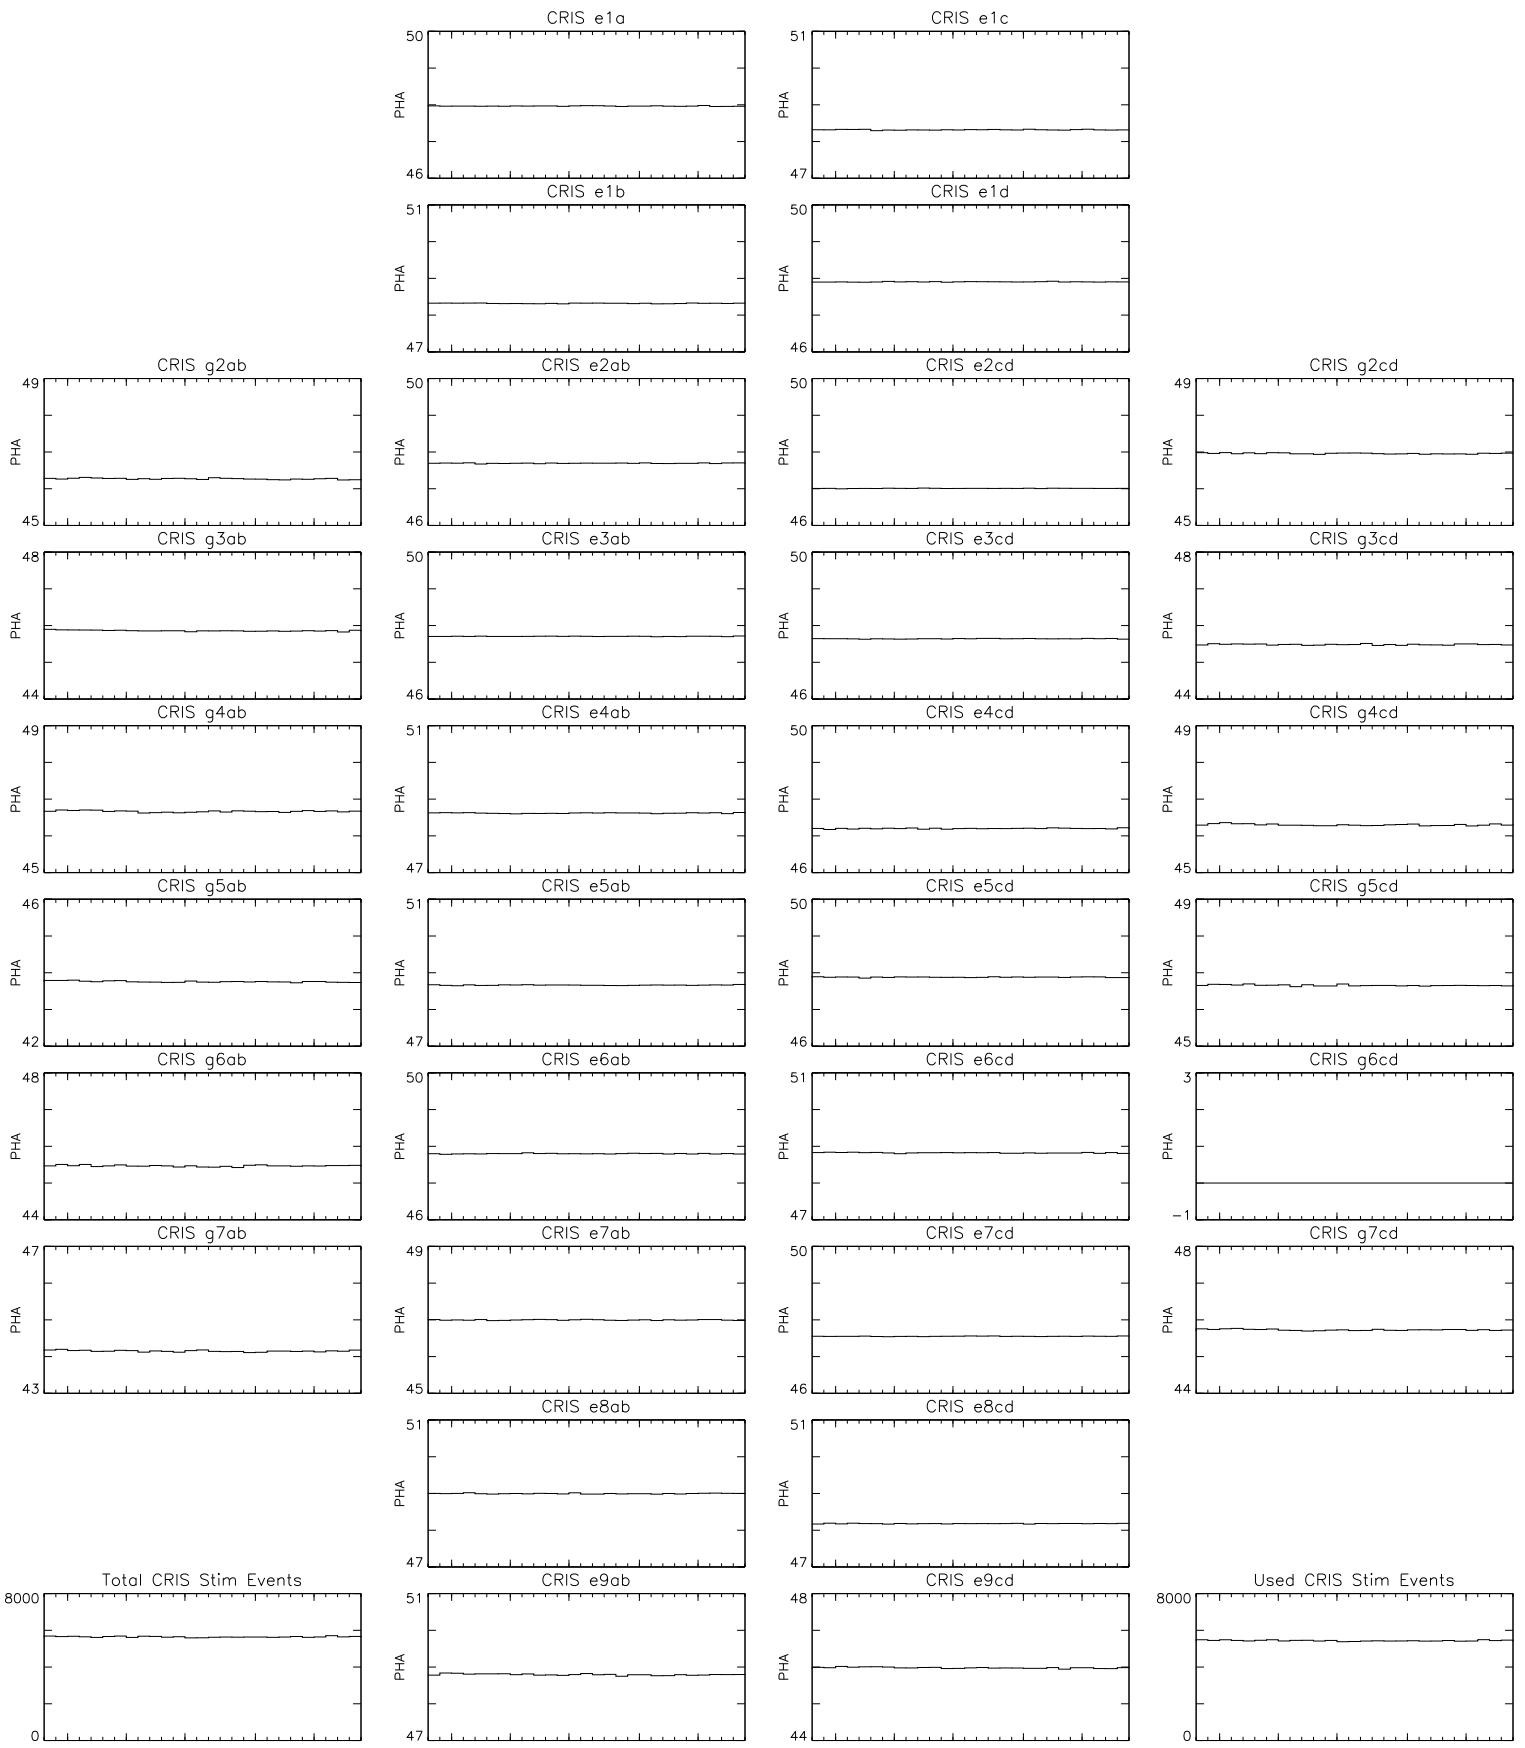 CRIS e1a
CRIS e1c
50
PHA
46
51
PHA
47
CRIS e1b
CRIS e1d
51
PHA
47
50
PHA
46
CRIS g2ab
CRIS e2ab
CRIS e2cd
CRIS g2cd
49
PHA
45
50
PHA
46
50
PHA
46
49
PHA
45
CRIS g3ab
CRIS e3ab
CRIS e3cd
CRIS g3cd
48
PHA
44
50
PHA
46
50
PHA
46
48
PHA
44
CRIS g4ab
CRIS e4ab
CRIS e4cd
CRIS g4cd
49
PHA
45
51
PHA
47
50
PHA
46
49
PHA
45
CRIS g5ab
CRIS e5ab
CRIS e5cd
CRIS g5cd
46
PHA
42
51
PHA
47
50
PHA
46
49
PHA
45
CRIS g6ab
CRIS e6ab
CRIS e6cd
CRIS g6cd
48
PHA
44
50
PHA
46
51
PHA
47
3
PHA
-1
CRIS g7ab
CRIS e7ab
CRIS e7cd
CRIS g7cd
47
PHA
43
49
PHA
45
50
PHA
46
48
PHA
44
CRIS e8ab
CRIS e8cd
51
PHA
47
51
PHA
47
Total CRIS Stim Events
CRIS e9ab
CRIS e9cd
Used CRIS Stim Events
8000
0
51
PHA
47
48
PHA
44
8000
0